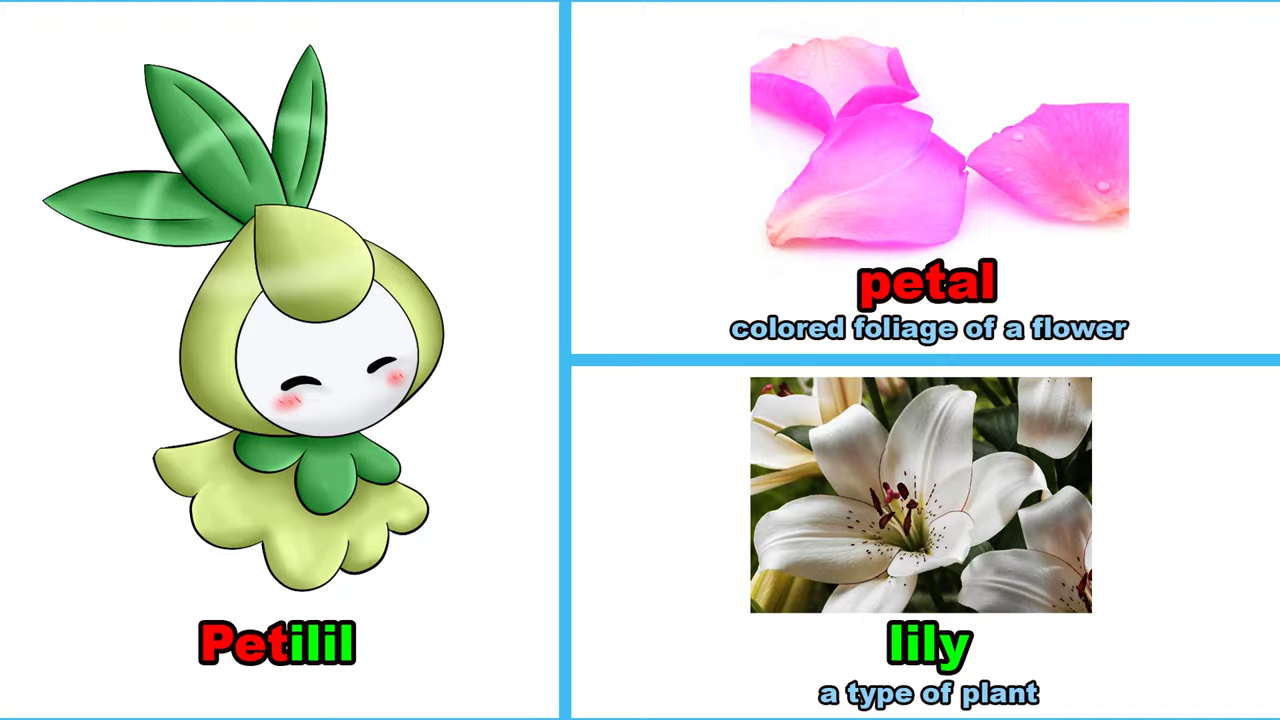 Petilil
petal
colored foliage of a flower
lily
a type of plant